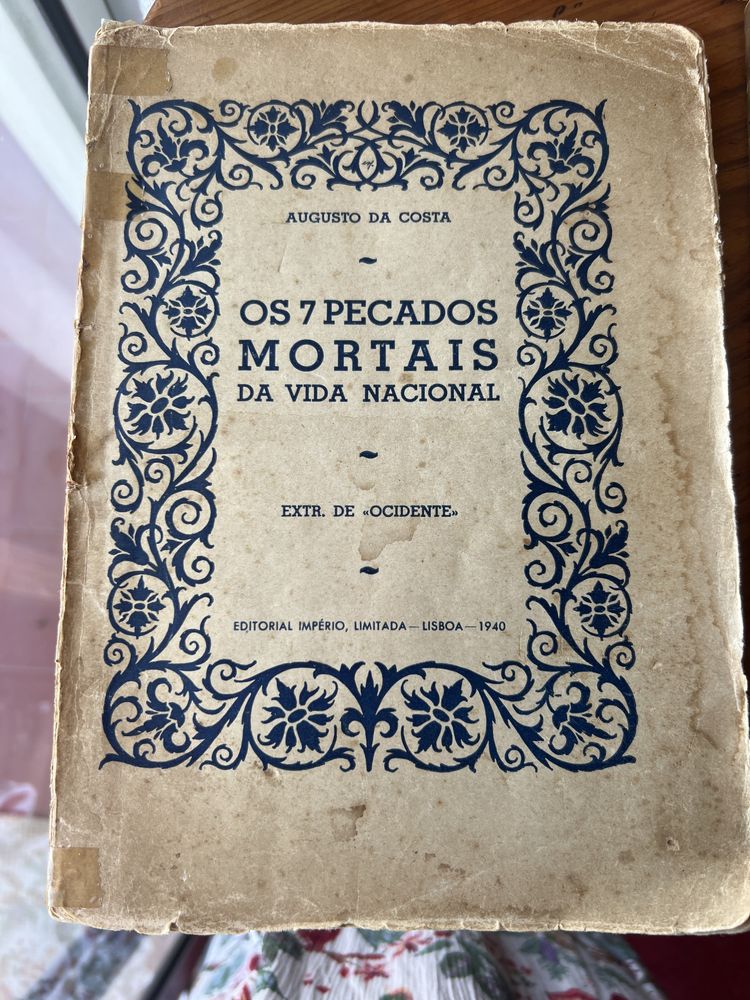 AUGUSTO DA COSTA
~
OS 7 PECADOS
MORTAIS
DA VIDA NACIONAL
~
EXTR. DE «OCIDENTE»
~
EDITORIAL IMPÉRIO, LIMITADA — LISBOA — 1940